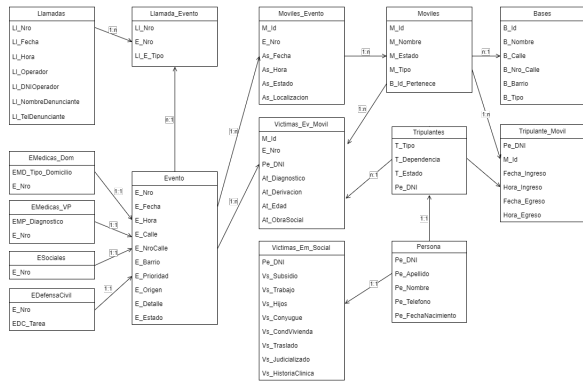 Llamadas
Ll_Nro
Ll_Fecha
Ll_Hora
Ll_Operador
Ll_DNIOperador
Ll_NombreDenunciante
Ll_TelDenunciante
1:n
Llamada_Evento
Ll_Nro
E_Nro
Ll_E_Tipo
n:1
Moviles_Evento
M_Id
E_Nro
As_Fecha
As_Hora
As_Estado
As_Localizacion
1:n
Moviles
M_Id
M_Nombre
M_Estado
M_Tipo
B_Id_Pertenece
n:1
Bases
B_Id
B_Nombre
B_Calle
B_Nro_Calle
B_Barrio
B_Tipo
1:n
1:n
1:n
Victimas_Ev_Movil
M_Id
E_Nro
Pe_DNI
At_Diagnostico
At_Derivacion
At_Edad
At_ObraSocial
n:1
Tripulantes
T_Tipo
T_Dependencia
T_Estado
Pe_DNI
Tripulante_Movil
Pe_DNI
M_Id
Fecha_Ingreso
Hora_Ingreso
Fecha_Egreso
Hora_Egreso
EMedicas_Dom
EMD_Tipo_Domicilio
E_Nro
1:1
EMedicas_VP
EMP_Diagnostico
E_Nro
1:1
ESociales
E_Nro
1:1
EDefensaCivil
E_Nro
EDC_Tarea
1:1
Evento
E_Nro
E_Fecha
E_Hora
E_Calle
E_NroCalle
E_Barrio
E_Prioridad
E_Origen
E_Detalle
E_Estado
1:n
Victimas_Em_Social
Pe_DNI
Vs_Subsidio
Vs_Trabajo
Vs_Hijos
Vs_Conyugue
Vs_CondVivienda
Vs_Traslado
Vs_Judicializado
Vs_HistoriaClinica
1:1
1:1
Persona
Pe_DNI
Pe_Apellido
Pe_Nombre
Pe_Telefono
Pe_FechaNacimiento